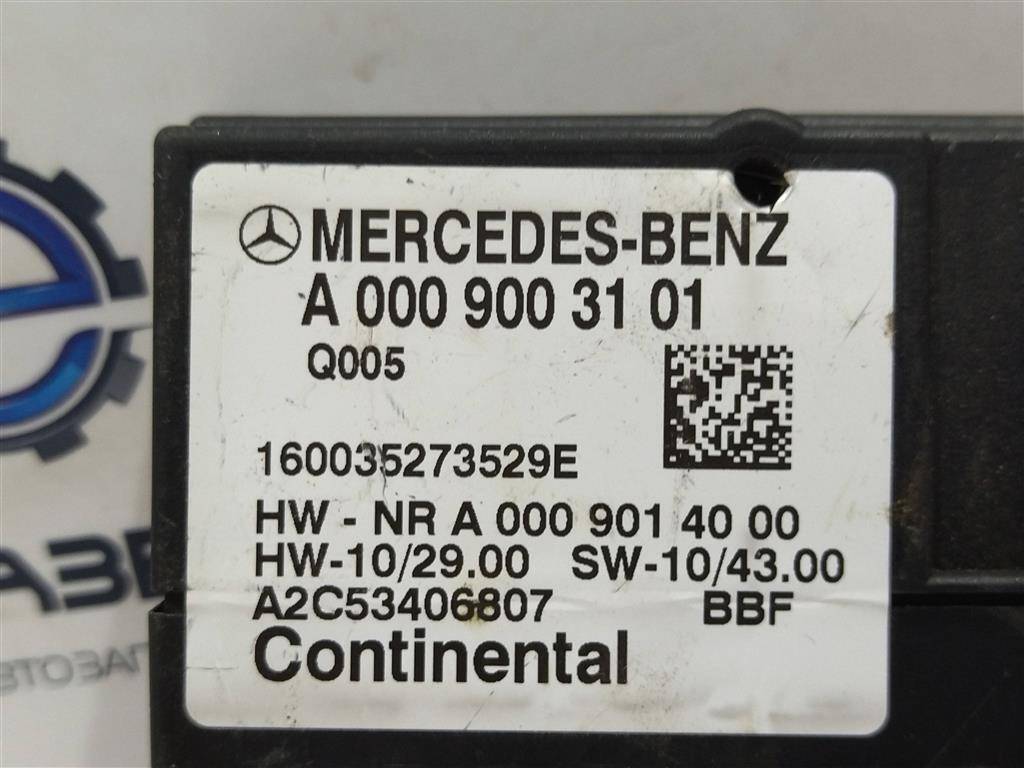 MERCEDES-BENZ
A 000 900 31 01
Q005
160035273529E
HW - NR A 000 901 40 00
HW-10/29.00 SW-10/43.00
A2C53406807 BBF
Continental